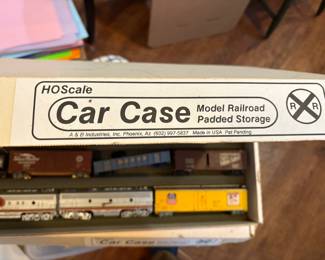 HOScale
Car Case
Model Railroad
Padded Storage
R R
A & B Industries, Inc. Phoenix, Az. (602) 997-5837 Made in USA Pat Pending
Car Case